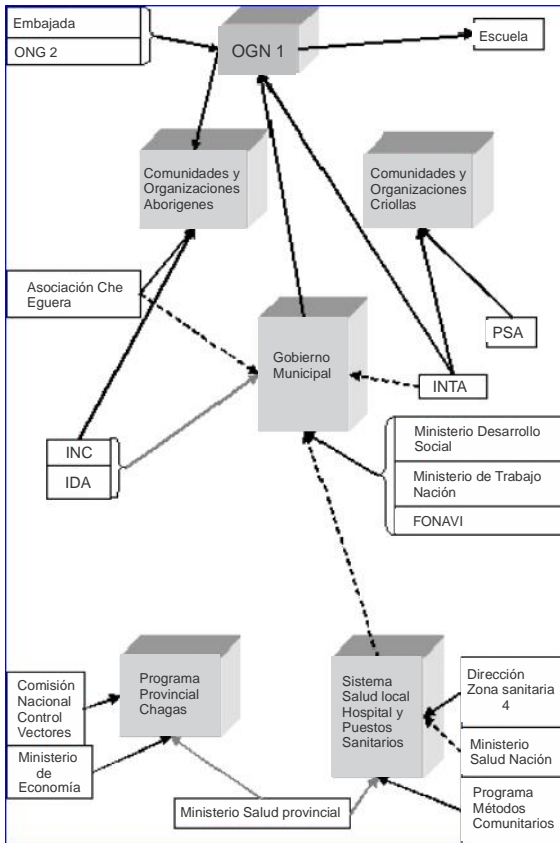 Embajada
ONG 2
OGN 1
Escuela
Comunidades y
Organizaciones
Aborigenes
Comunidades y
Organizaciones
Criollas
Asociación Che
Eguera
PSA
Gobierno
Municipal
INTA
INC
IDA
Ministerio Desarrollo
Social
Ministerio de Trabajo
Nación
FONAVI
Comisión
Nacional
Control
Vectores
Ministerio
de
Economía
Programa
Provincial
Chagas
Sistema
Salud local
Hospital y
Puestos
Sanitarios
Dirección
Zona sanitaria
4
Ministerio
Salud Nación
Programa
Métodos
Comunitarios
Ministerio Salud provincial